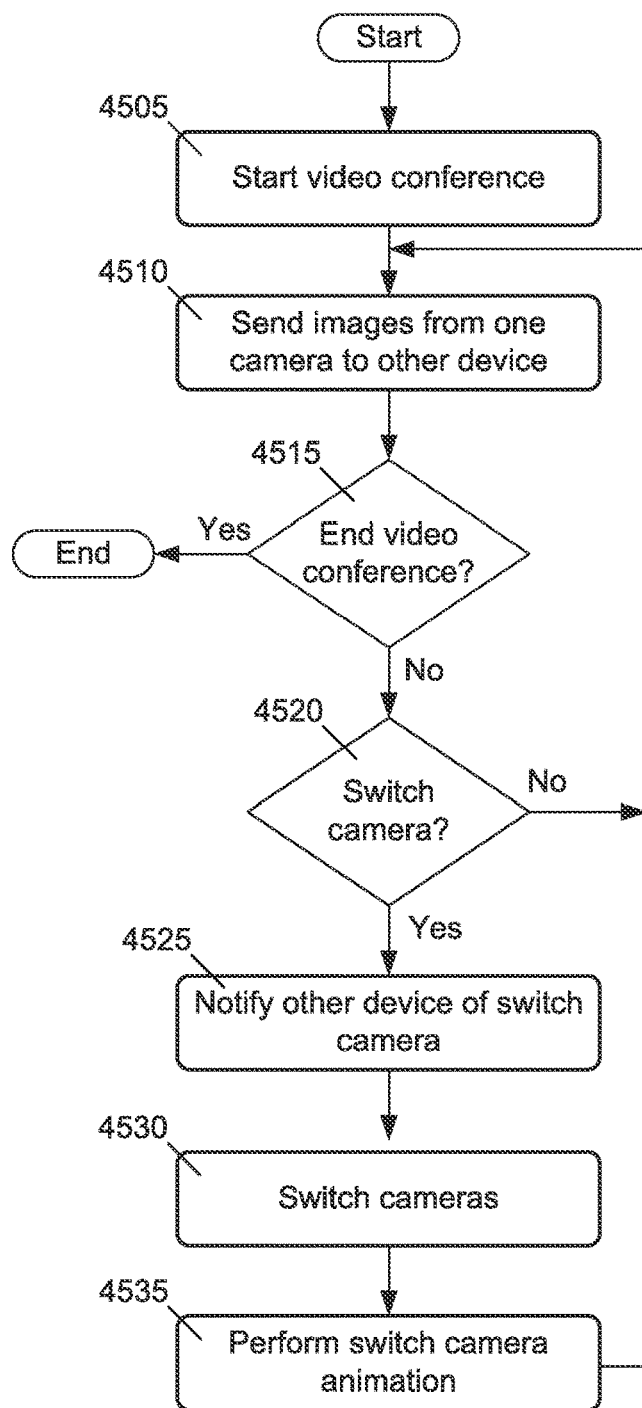 Start
4505
Start video conference
4510
Send images from one
camera to other device
4515
End video
conference?
Yes
End
No
4520
Switch
camera?
No
Yes
4525
Notify other device of switch
camera
4530
Switch cameras
4535
Perform switch camera
animation